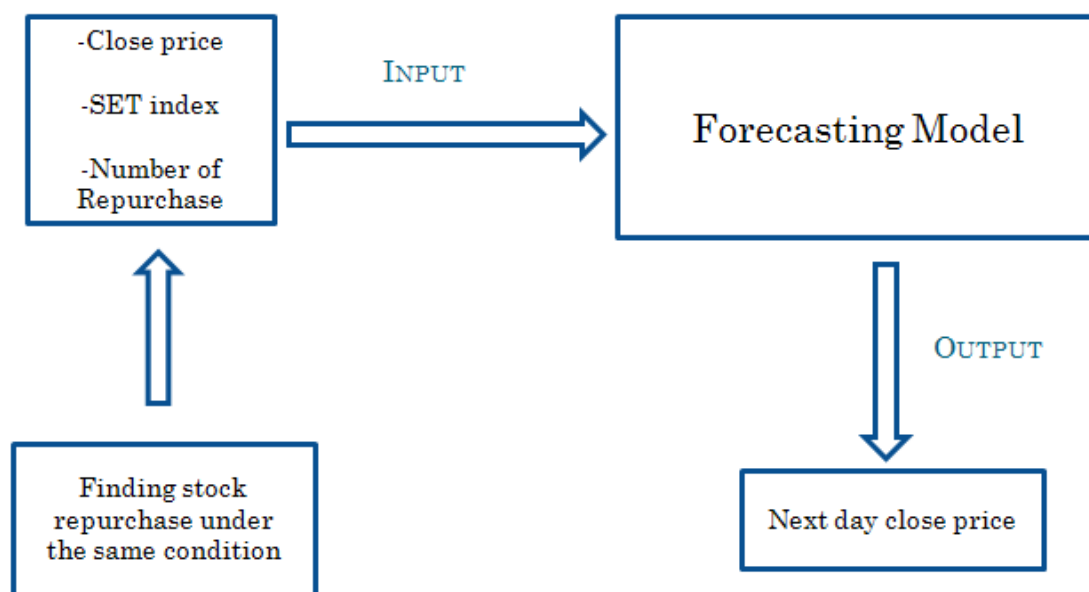 -Close price
-SET index
-Number of
Repurchase
INPUT
Forecasting Model
OUTPUT
Finding stock
repurchase under
the same condition
Next day close price